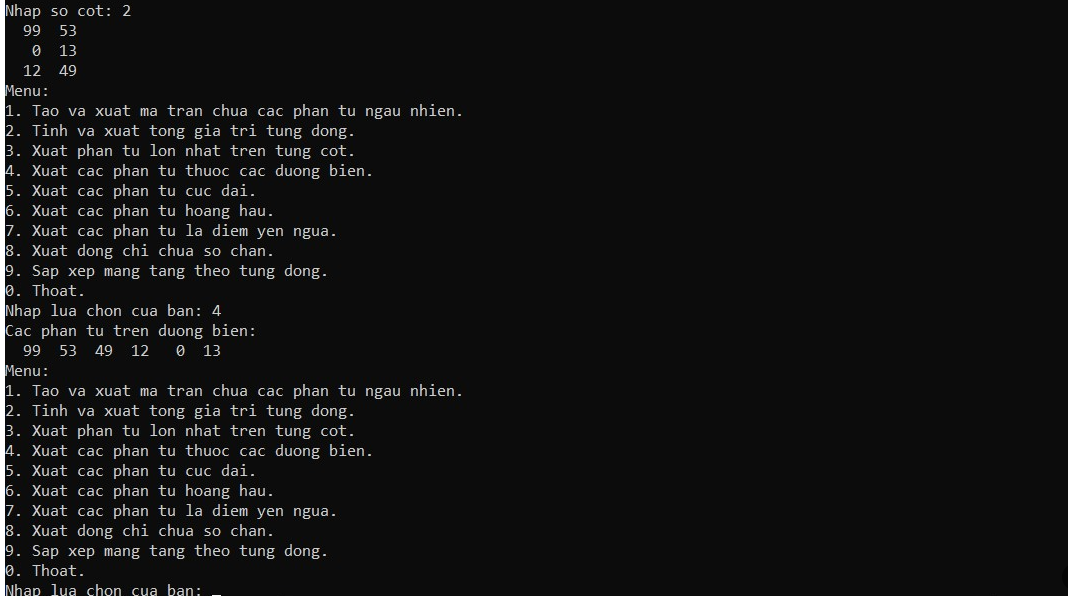 Nhap so cot: 2
99 53
0 13
12 49
Menu:
1. Tao va xuat ma tran chua cac phan tu ngau nhien.
2. Tinh va xuat tong gia tri tung dong.
3. Xuat phan tu lon nhat tren tung cot.
4. Xuat cac phan tu thuoc cac duong bien.
5. Xuat cac phan tu cuc dai.
6. Xuat cac phan tu hoang hau.
7. Xuat cac phan tu la diem yen ngua.
8. Xuat dong chi chua so chan.
9. Sap xep mang tang theo tung dong.
0. Thoat.
Nhap lua chon cua ban: 4
Cac phan tu tren duong bien:
99 53 49 12 0 13
Menu:
1. Tao va xuat ma tran chua cac phan tu ngau nhien.
2. Tinh va xuat tong gia tri tung dong.
3. Xuat phan tu lon nhat tren tung cot.
4. Xuat cac phan tu thuoc cac duong bien.
5. Xuat cac phan tu cuc dai.
6. Xuat cac phan tu hoang hau.
7. Xuat cac phan tu la diem yen ngua.
8. Xuat dong chi chua so chan.
9. Sap xep mang tang theo tung dong.
0. Thoat.
Nhap lua chon cua ban: _